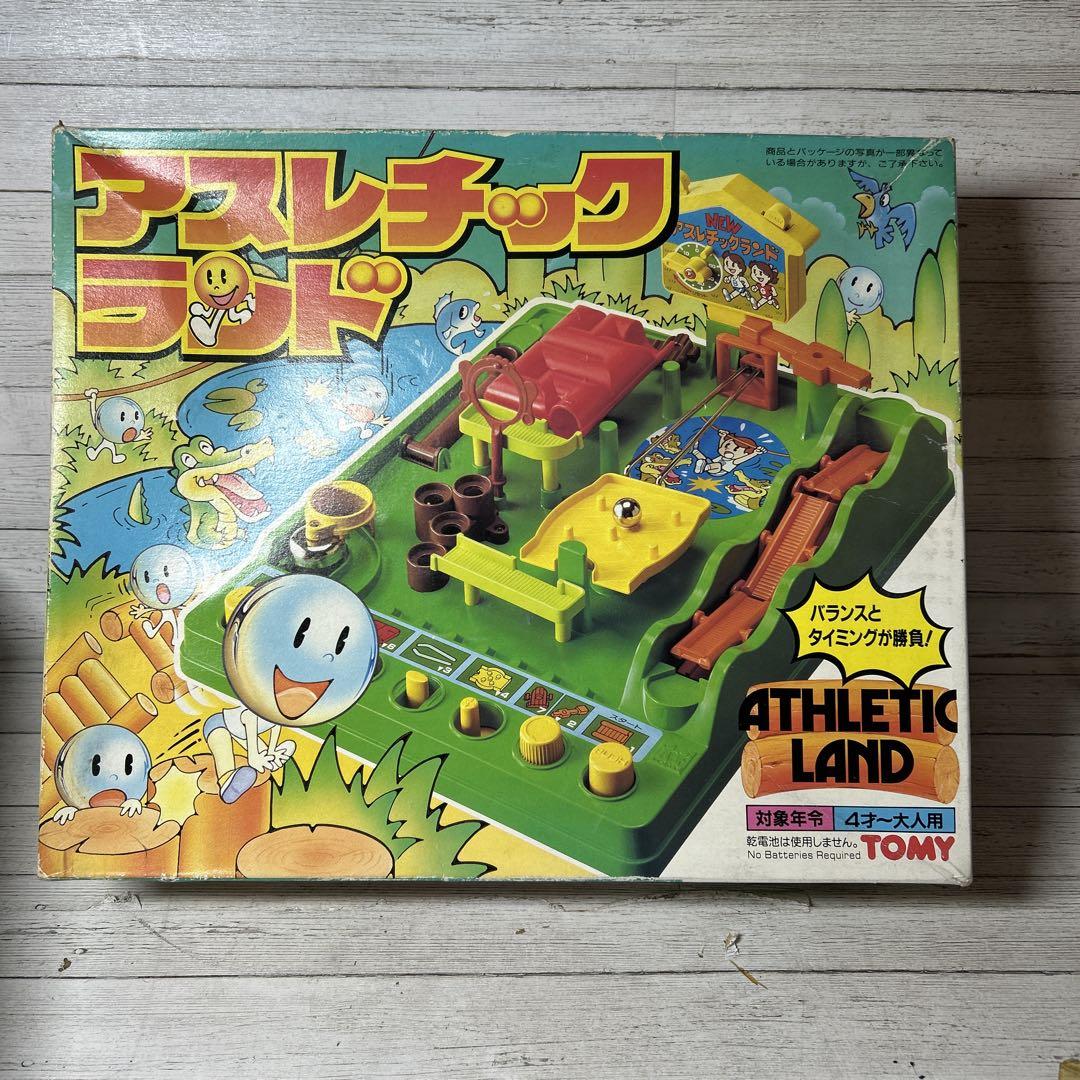 アスレチック
ランド
商品とパッケージの写真が一部異なって
いる場合がありますが、ご了承下さい。
NEW
アスレチックランド
バランスと
タイミングが勝負!
ATHLETIC
LAND
スタート
対象年令 4才〜大人用
乾電池は使用しません。
No Batteries Required
TOMY